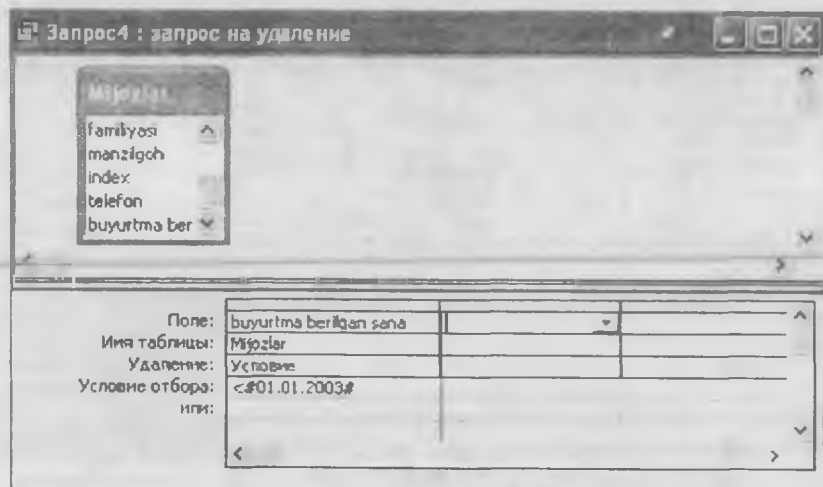 Запрос4 : запрос на удаление
Mijozlar
familiyasi
manzilgoh
index
telefon
buyurtma ber
Поле: buyurtma berilgan sana
Имя таблицы: Mijozlar
Удаление: Условие
Условие отбора: <#01.01.2003#
или: